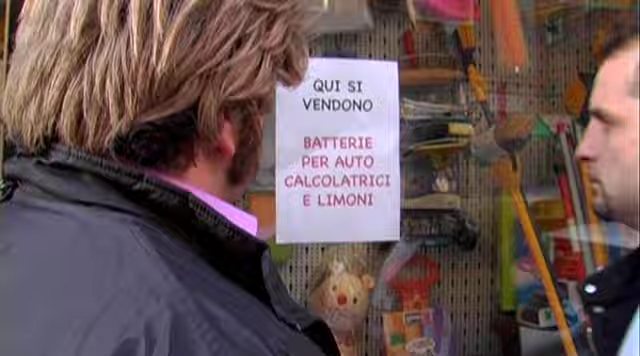 QUI SI
VENDONO
BATTERIE
PER AUTO
CALCOLATRICI
E LIMONI